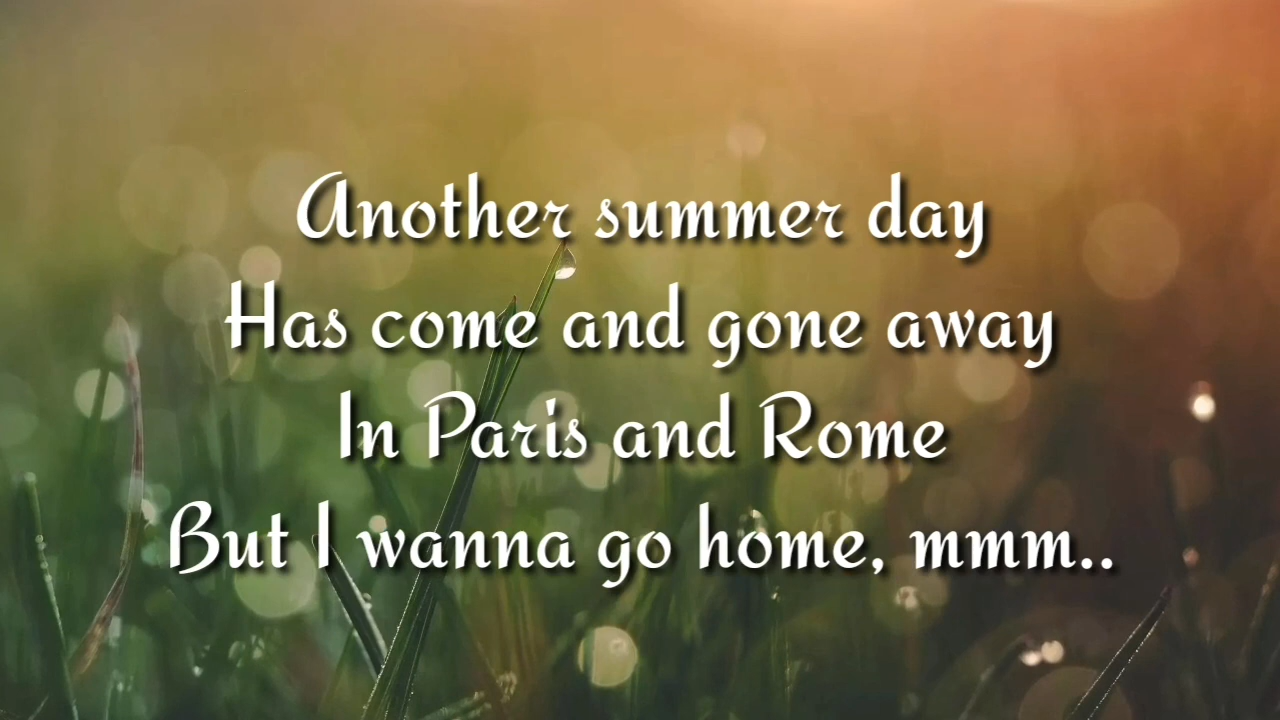 Another summer day
Has come and gone away
In Paris and Rome
But I wanna go home, mmm..